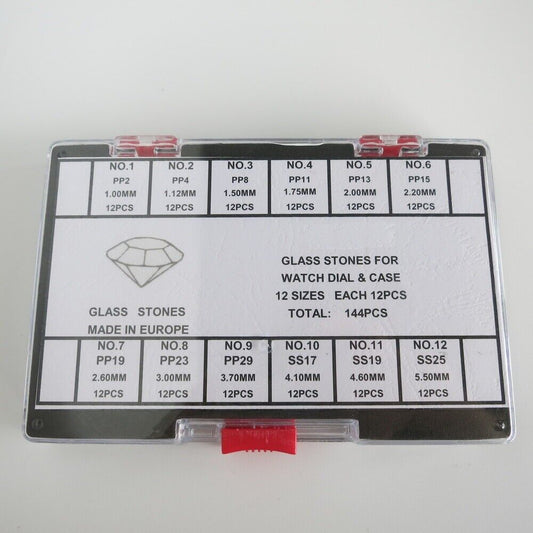 NO.1 NO.2 NO.3 NO.4 NO.5 NO.6
PP2 PP4 PP8 PP11 PP13 PP15
1.00MM 1.12MM 1.50MM 1.75MM 2.00MM 2.20MM
12PCS 12PCS 12PCS 12PCS 12PCS 12PCS
GLASS STONES
MADE IN EUROPE
GLASS STONES FOR
WATCH DIAL & CASE
12 SIZES EACH 12PCS
TOTAL: 144PCS
NO.7 NO.8 NO.9 NO.10 NO.11 NO.12
PP19 PP23 PP29 SS17 SS19 SS25
2.60MM 3.00MM 3.70MM 4.10MM 4.60MM 5.50MM
12PCS 12PCS 12PCS 12PCS 12PCS 12PCS